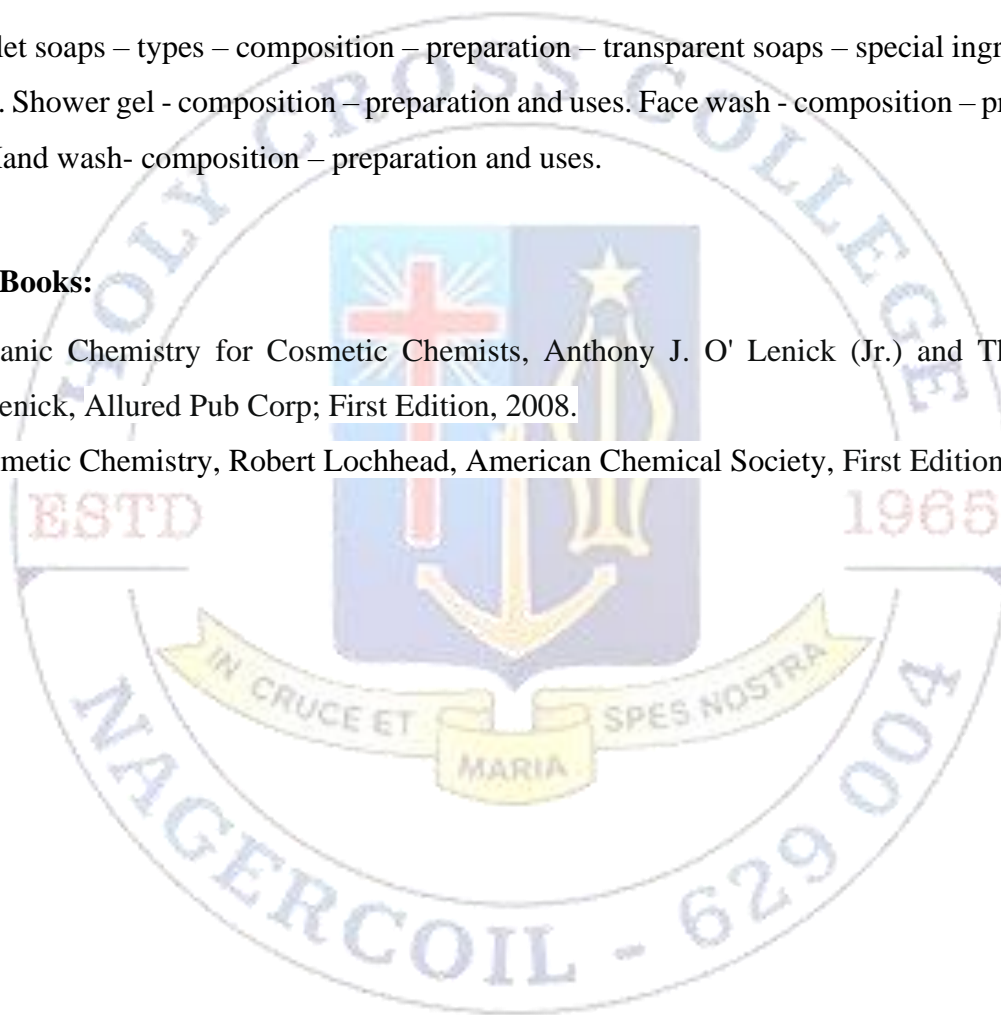 let soaps – types – composition – preparation – transparent soaps – special ingr
. Shower gel - composition – preparation and uses. Face wash - composition – p
and wash- composition – preparation and uses.
Books:
anic Chemistry for Cosmetic Chemists, Anthony J. O' Lenick (Jr.) and T
enick, Allured Pub Corp; First Edition, 2008.
metic Chemistry, Robert Lochhead, American Chemical Society, First Edition
HOLY CROSS COLLEGE
ESTD 1965
IN CRUCE ET MARIA SPES NOSTRA
NAGERCOIL - 629 004